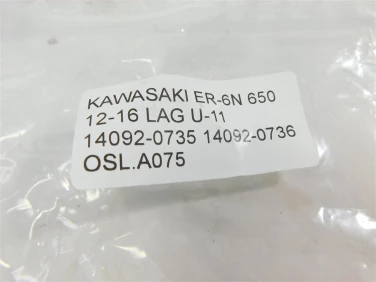 KAWASAKI ER-6N 650
12-16 LAG U-11
14092-0735 14092-0736
OSL.A075